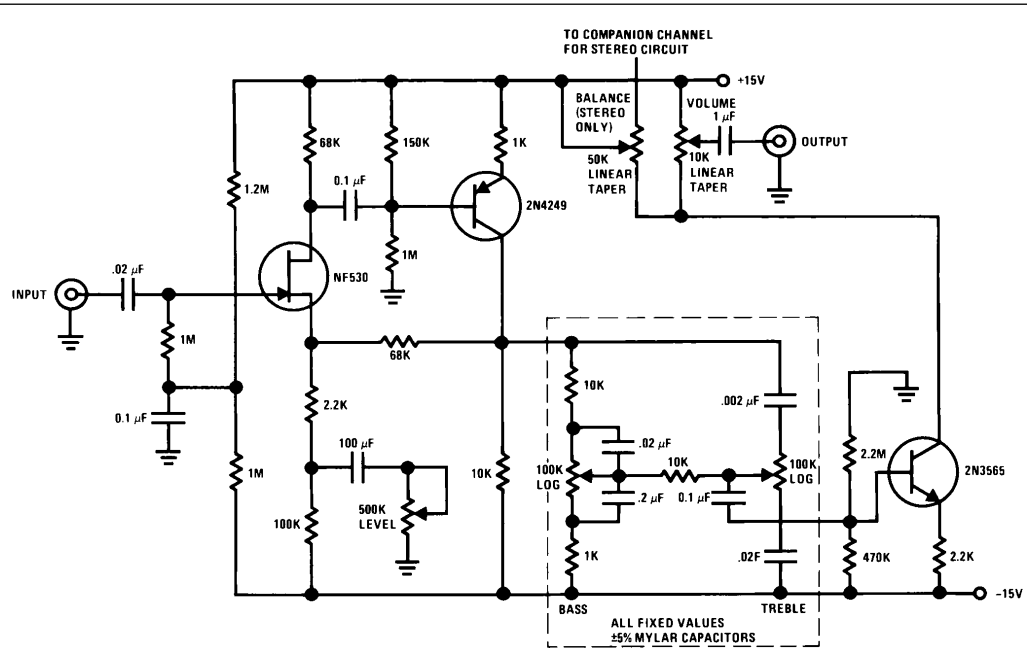 TO COMPANION CHANNEL
FOR STEREO CIRCUIT
+15V
BALANCE
(STEREO
ONLY)
VOLUME
1 μF
OUTPUT
68K
150K
1K
50K
LINEAR
TAPER
10K
LINEAR
TAPER
1.2M
0.1 μF
2N4249
1M
NF530
.02 μF
INPUT
1M
68K
0.1 μF
2.2K
10K
.002 μF
100 μF
.02 μF
2.2M
1M
10K
100K
LOG
10K
100K
LOG
2N3565
500K
LEVEL
.2 μF
0.1 μF
100K
1K
.02F
470K
2.2K
-15V
BASS
TREBLE
ALL FIXED VALUES
±5% MYLAR CAPACITORS